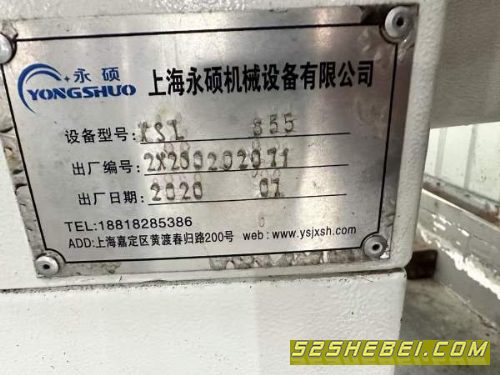 永硕
YONGSHUO
上海永硕机械设备有限公司
设备型号: 355
出厂编号:
出厂日期: 2020 01
TEL:18818285386
ADD:上海嘉定区黄渡春归路200号 web: www.ysjxsh.com
52SHEBEI.COM